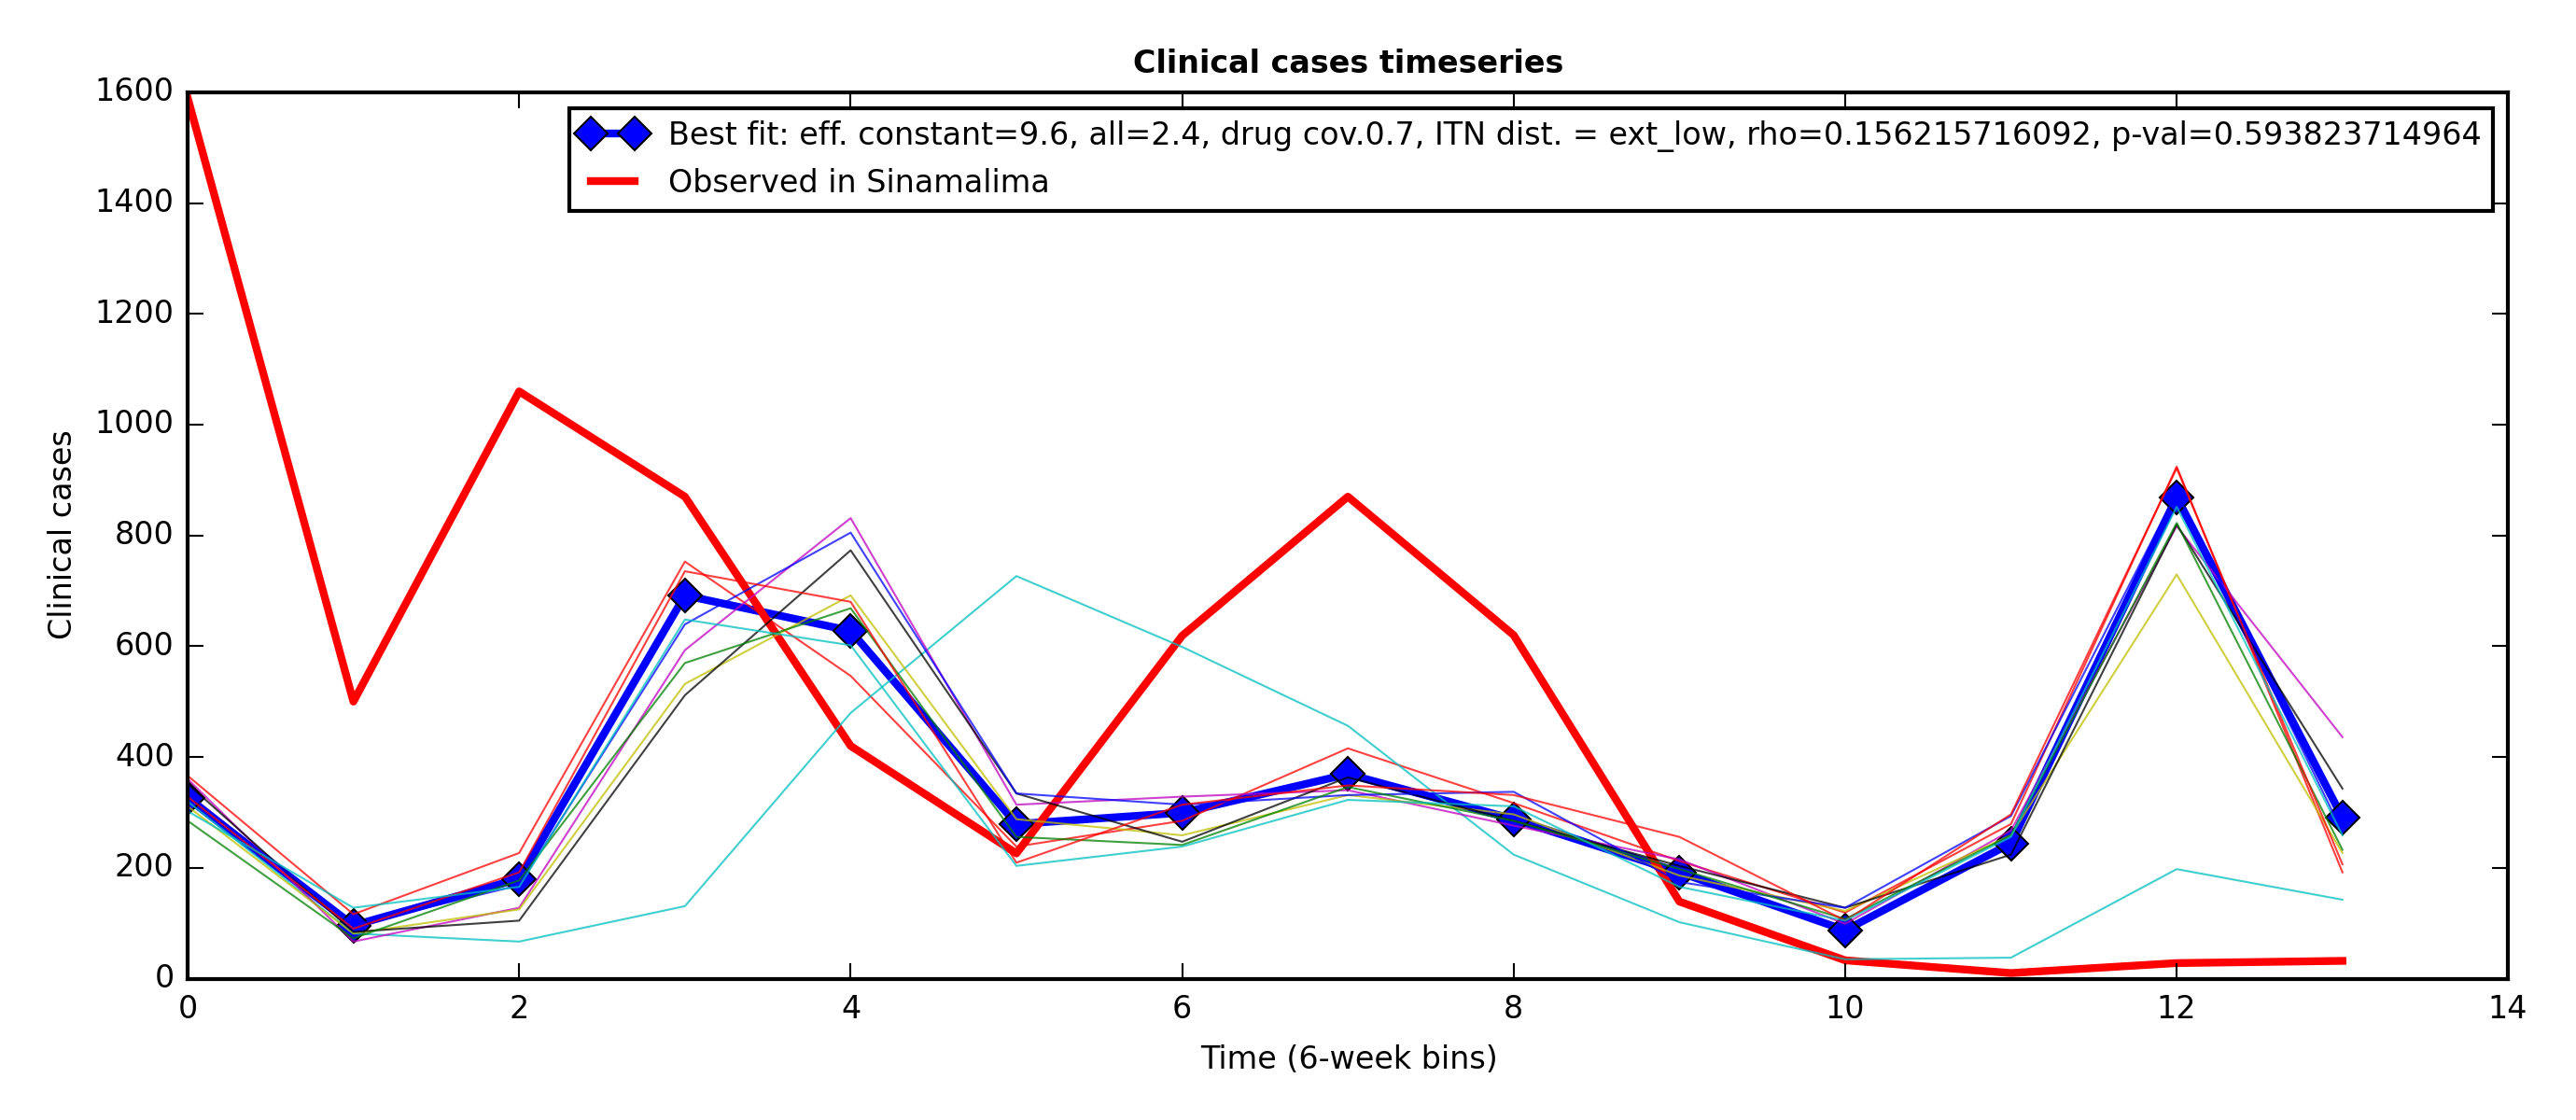 Clinical cases timeseries
Best fit: eff. constant=9.6, all=2.4, drug cov.0.7, ITN dist. = ext_low, rho=0.156215716092, p-val=0.593823714964
Observed in Sinamalima
Clinical cases
1600
1400
1200
1000
800
600
400
200
0
0 2 4 6 8 10 12 14
Time (6-week bins)